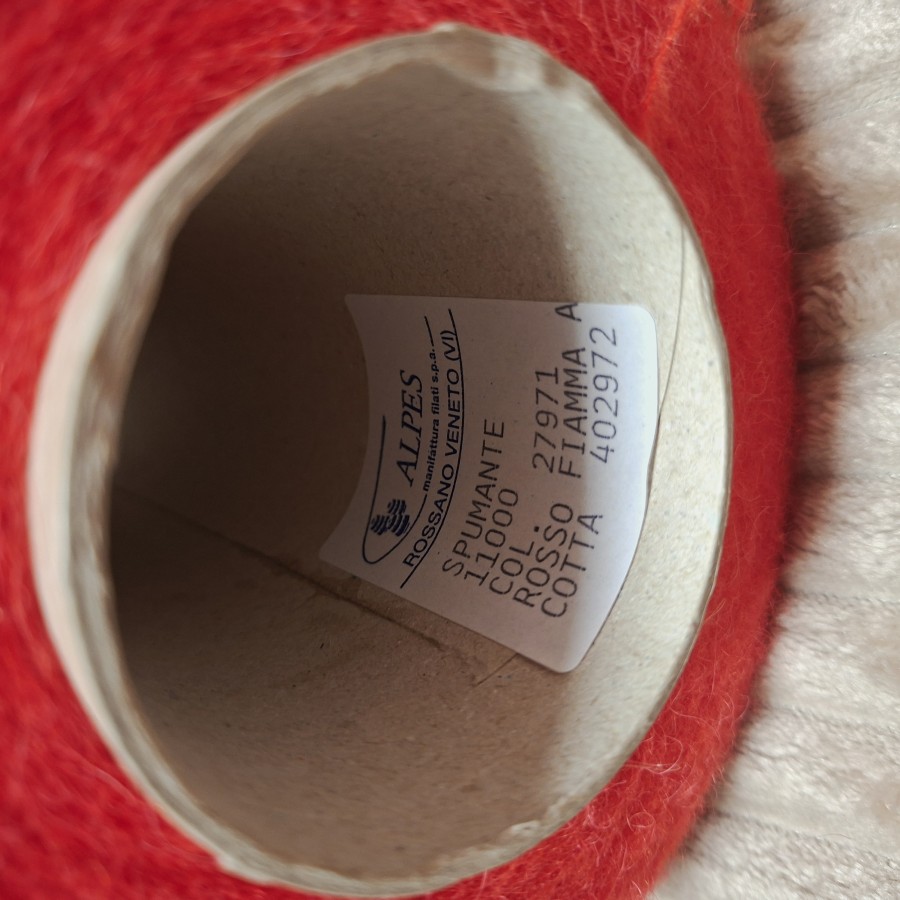 ALPES
manifattura filati s.p.a.
ROSSANO VENETO (VI)
SPUMANTE
11000
COL. 27971
ROSSO FIAMMA A
COTTA 402972